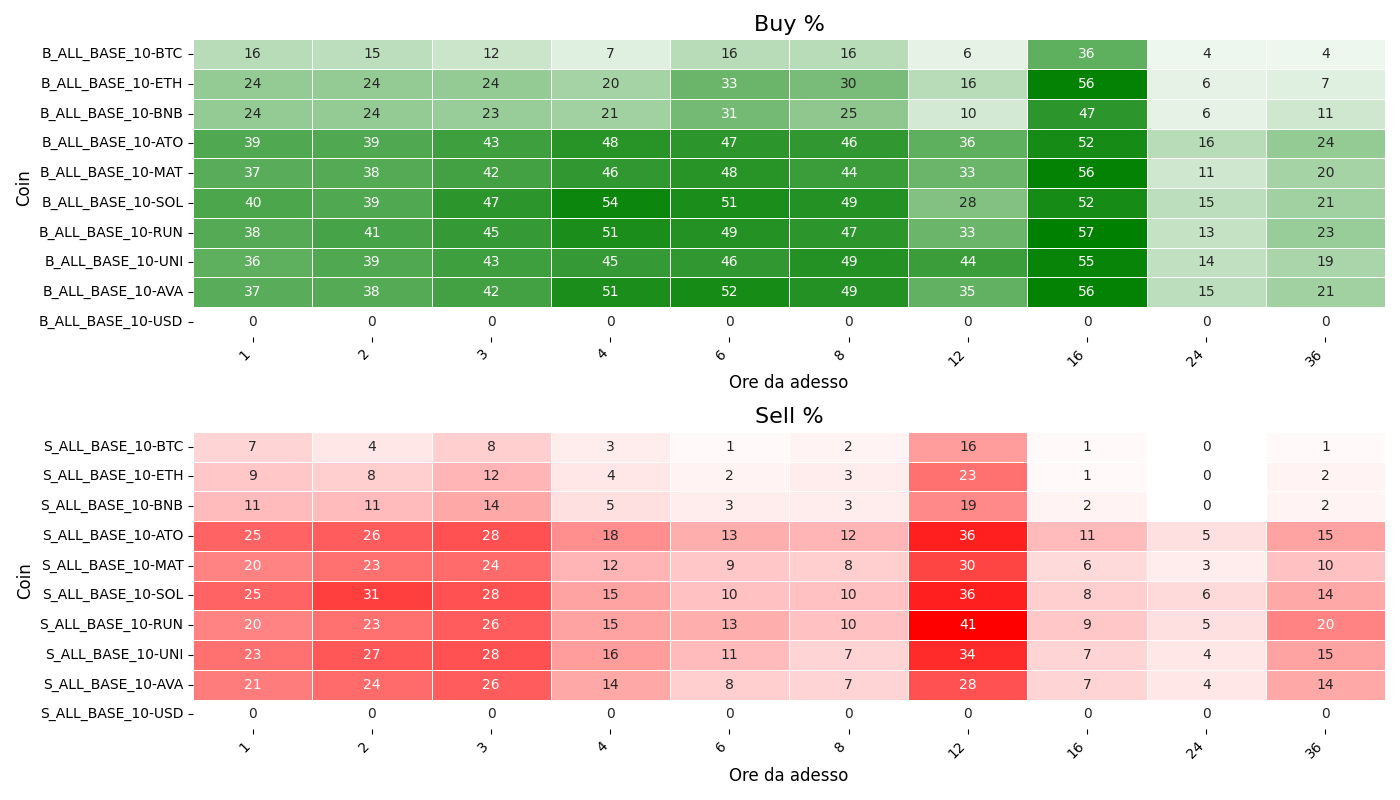 Buy %
Coin
B_ALL_BASE_10-BTC 16 15 12 7 16 16 6 36 4 4
B_ALL_BASE_10-ETH 24 24 24 20 33 30 16 56 6 7
B_ALL_BASE_10-BNB 24 24 23 21 31 25 10 47 6 11
B_ALL_BASE_10-ATO 39 39 43 48 47 46 36 52 16 24
B_ALL_BASE_10-MAT 37 38 42 46 48 44 33 56 11 20
B_ALL_BASE_10-SOL 40 39 47 54 51 49 28 52 15 21
B_ALL_BASE_10-RUN 38 41 45 51 49 47 33 57 13 23
B_ALL_BASE_10-UNI 36 39 43 45 46 49 44 55 14 19
B_ALL_BASE_10-AVA 37 38 42 51 52 49 35 56 15 21
B_ALL_BASE_10-USD 0 0 0 0 0 0 0 0 0 0
1 2 3 4 6 8 12 16 24 36
Ore da adesso
Sell %
Coin
S_ALL_BASE_10-BTC 7 4 8 3 1 2 16 1 0 1
S_ALL_BASE_10-ETH 9 8 12 4 2 3 23 1 0 2
S_ALL_BASE_10-BNB 11 11 14 5 3 3 19 2 0 2
S_ALL_BASE_10-ATO 25 26 28 18 13 12 36 11 5 15
S_ALL_BASE_10-MAT 20 23 24 12 9 8 30 6 3 10
S_ALL_BASE_10-SOL 25 31 28 15 10 10 36 8 6 14
S_ALL_BASE_10-RUN 20 23 26 15 13 10 41 9 5 20
S_ALL_BASE_10-UNI 23 27 28 16 11 7 34 7 4 15
S_ALL_BASE_10-AVA 21 24 26 14 8 7 28 7 4 14
S_ALL_BASE_10-USD 0 0 0 0 0 0 0 0 0 0
1 2 3 4 6 8 12 16 24 36
Ore da adesso